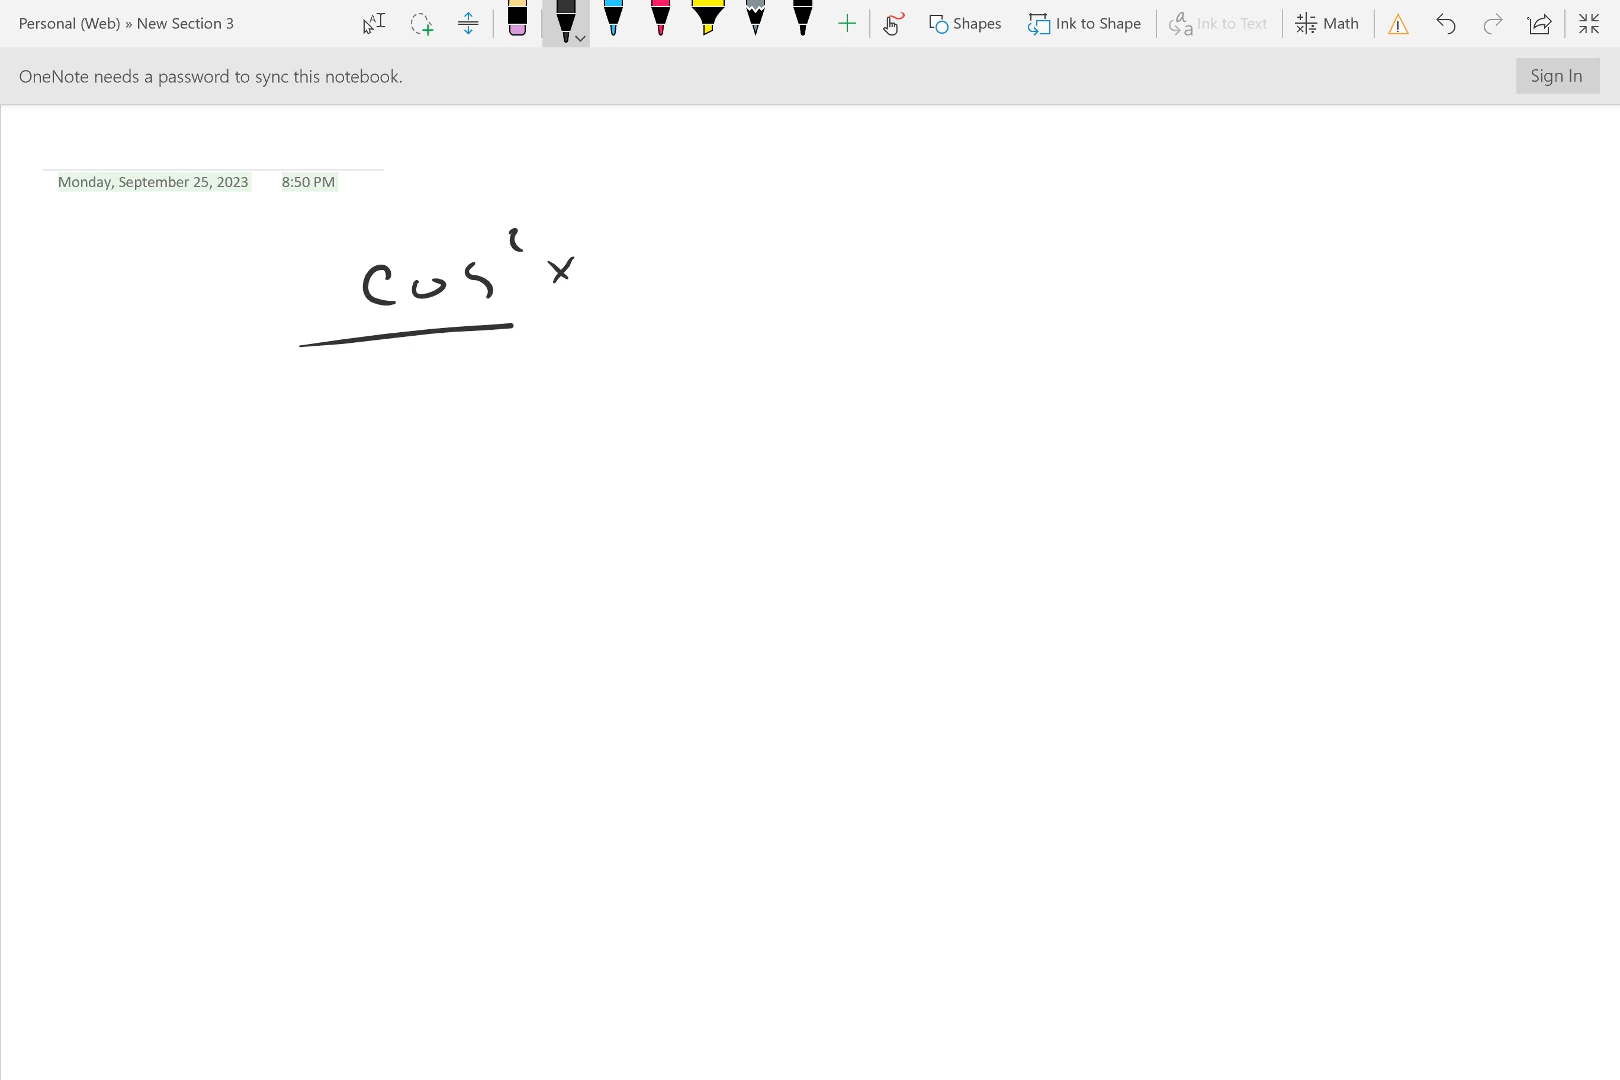 Personal (Web) » New Section 3 Shapes Ink to Shape Ink to Text Math
OneNote needs a password to sync this notebook. Sign In
Monday, September 25, 2023 8:50 PM
cos x